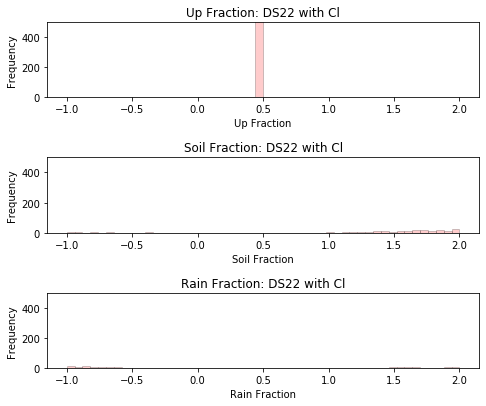 Up Fraction: DS22 with Cl
400
200
0
Frequency
−1.0 −0.5 0.0 0.5 1.0 1.5 2.0
Up Fraction
Soil Fraction: DS22 with Cl
400
200
0
Frequency
−1.0 −0.5 0.0 0.5 1.0 1.5 2.0
Soil Fraction
Rain Fraction: DS22 with Cl
400
200
0
Frequency
−1.0 −0.5 0.0 0.5 1.0 1.5 2.0
Rain Fraction